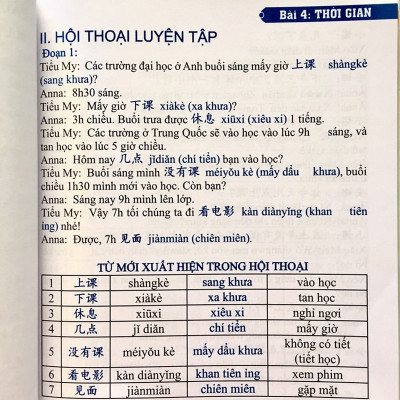 Bài 4: THỜI GIAN
II. HỘI THOẠI LUYỆN TẬP
Đoạn 1:
Tiểu My: Các trường đại học ở Anh buổi sáng mấy giờ 上课 shàngkè
(sang khưa)?
Anna: 8h30 sáng.
Tiểu My: Mấy giờ 下课 xiàkè (xa khưa)?
Anna: 3h chiều. Buổi trưa được 休息 xiūxi (xiêu xi) 1 tiếng.
Tiểu My: Các trường ở Trung Quốc sẽ vào học vào lúc 9h sáng, và
tan học vào lúc 5 giờ chiều.
Anna: Hôm nay 几点 jǐdiǎn (chí tiển) bạn vào học?
Tiểu My: Buổi sáng mình 没有课 méiyǒu kè (mấy dẩu khưa), buổi
chiều 1h30 mình mới vào học. Còn bạn?
Anna: Sáng nay 9h mình lên lớp.
Tiểu My: Vậy 7h tối chúng ta đi 看电影 kàn diànyǐng (khan tiên
ing) nhé!
Anna: Được, 7h 见面 jiànmiàn (chiên miên).
TỪ MỚI XUẤT HIỆN TRONG HỘI THOẠI
1 上课 shàngkè sang khưa vào học
2 下课 xiàkè xa khưa tan học
3 休息 xiūxi xiêu xi nghỉ ngơi
4 几点 jǐ diǎn chí tiển mấy giờ
5 没有课 méiyǒu kè mấy dẩu khưa không có tiết (tiết học)
6 看电影 kàn diànyǐng khan tiên ing xem phim
7 见面 jiànmiàn chiên miên gặp mặt